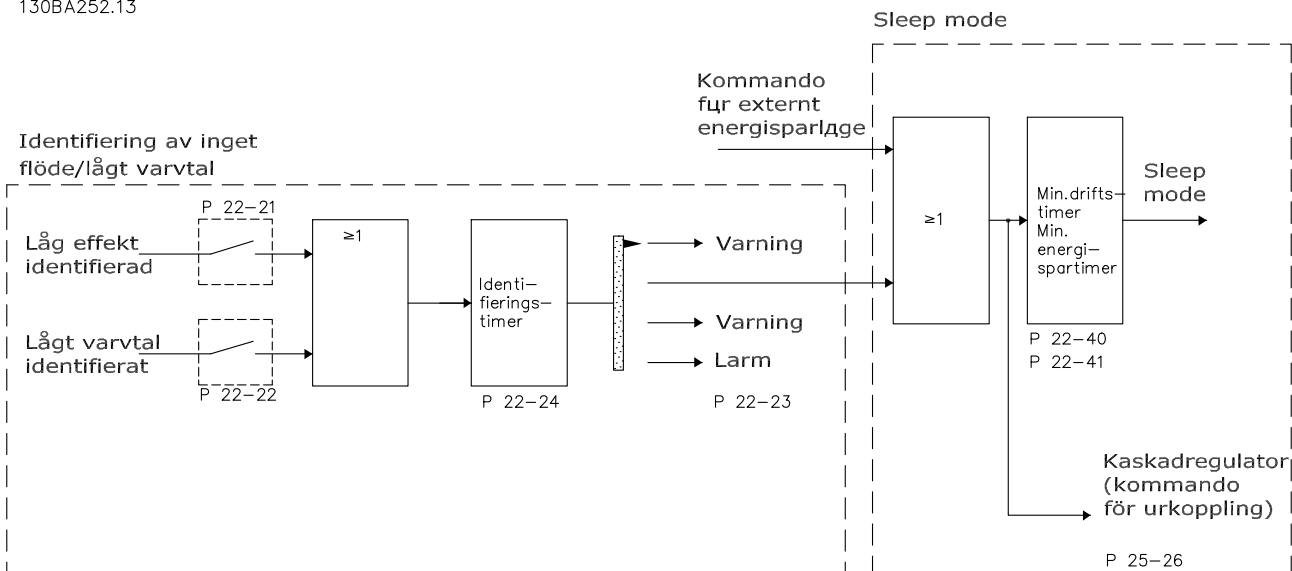 130BA252.13
Sleep mode
Kommando
fцr externt
energisparlдge
Identifiering av inget
flöde/lågt varvtal
P 22-21
Låg effekt
identifierad
≥1
Identi-
fierings-
timer
Varning
Varning
Larm
Lågt varvtal
identifierat
P 22-22
P 22-24
P 22-23
≥1
Min.drifts-
timer
Min.
energi-
spartimer
Sleep
mode
P 22-40
P 22-41
Kaskadregulator
(kommando
för urkoppling)
P 25-26